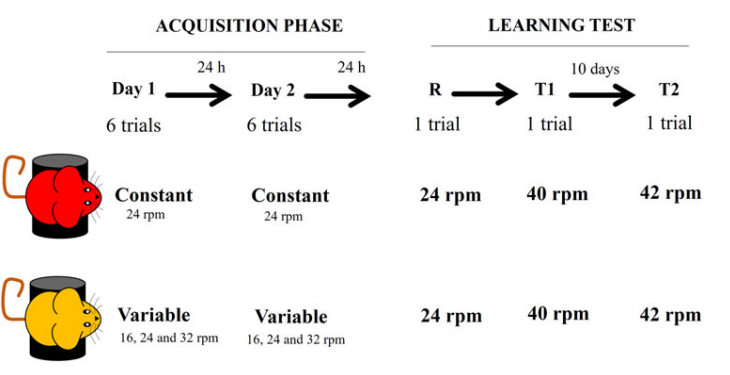 ACQUISITION PHASE LEARNING TEST
24 h 24 h 10 days
Day 1 Day 2 R T1 T2
6 trials 6 trials 1 trial 1 trial 1 trial
Constant Constant 24 rpm 40 rpm 42 rpm
24 rpm 24 rpm
Variable Variable 24 rpm 40 rpm 42 rpm
16, 24 and 32 rpm 16, 24 and 32 rpm